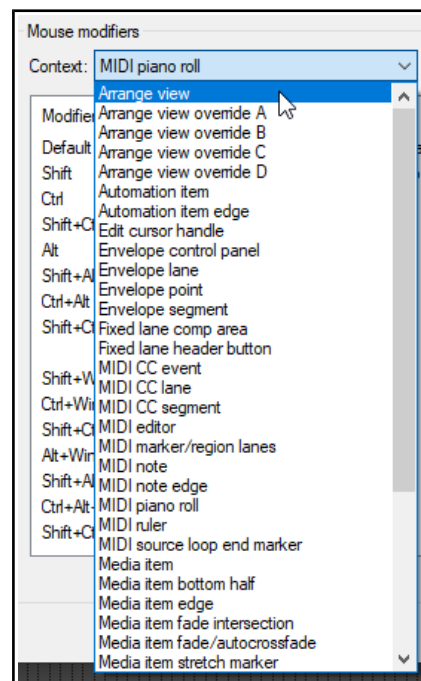 Mouse modifiers
Context: MIDI piano roll
Arrange view
Arrange view override A
Arrange view override B
Arrange view override C
Arrange view override D
Automation item
Automation item edge
Edit cursor handle
Envelope control panel
Envelope lane
Envelope point
Envelope segment
Fixed lane comp area
Fixed lane header button
MIDI CC event
MIDI CC lane
MIDI CC segment
MIDI editor
MIDI marker/region lanes
MIDI note
MIDI note edge
MIDI piano roll
MIDI ruler
MIDI source loop end marker
Media item
Media item bottom half
Media item edge
Media item fade intersection
Media item fade/autocrossfade
Media item stretch marker
Default
Shift
Ctrl
Alt
Ctrl+Alt